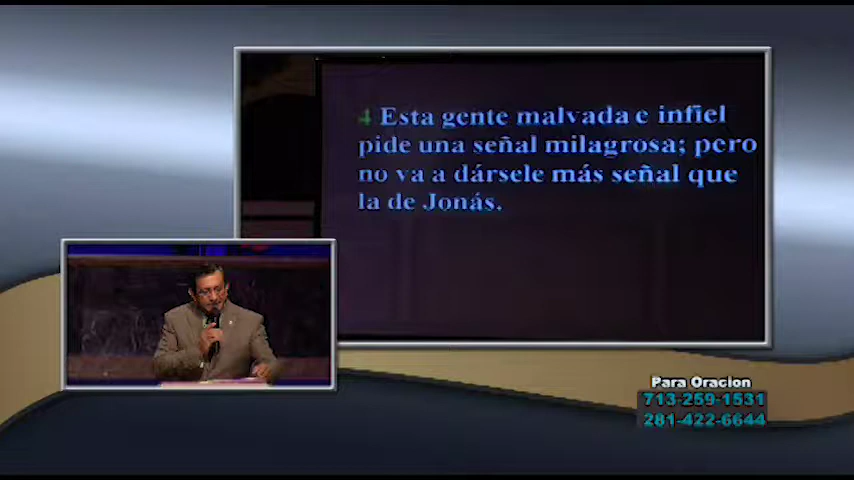 4 Esta gente malvada e infiel
pide una señal milagrosa; pero
no va a dársele más señal que
la de Jonás.
Para Oracion
713-259-1531
281-422-6644